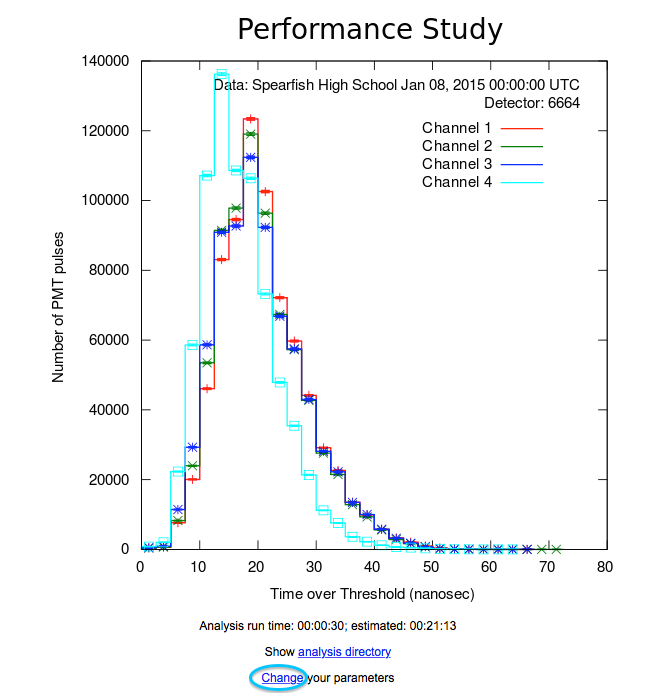 Performance Study
140000
120000
100000
80000
60000
40000
20000
0
Number of PMT pulses
Data: Spearfish High School Jan 08, 2015 00:00:00 UTC
Detector: 6664
Channel 1
Channel 2
Channel 3
Channel 4
0 10 20 30 40 50 60 70 80
Time over Threshold (nanosec)
Analysis run time: 00:00:30; estimated: 00:21:13
Show analysis directory
Change your parameters